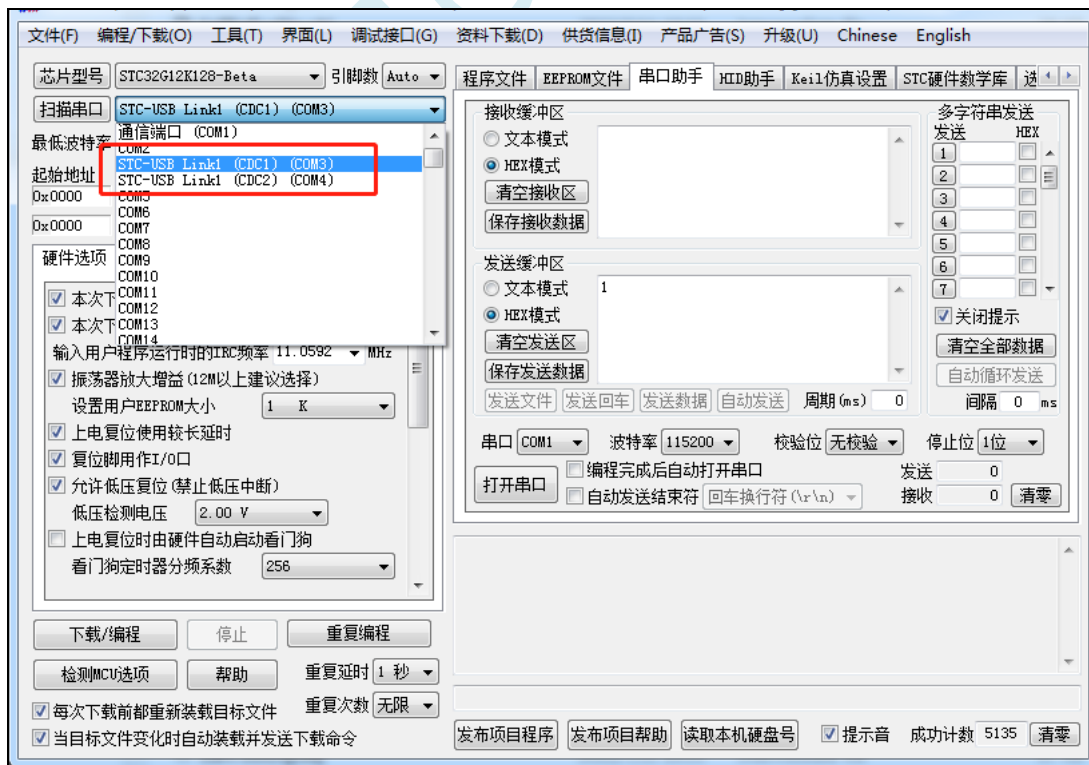 文件(F) 编程/下载(O) 工具(T) 界面(L) 调试接口(G) 资料下载(D) 供货信息(I) 产品广告(S) 升级(U) Chinese English
芯片型号 STC32G12K128-Beta 引脚数 Auto
扫描串口 STC-USB Link1 (CDC1) (COM3)
最低波特率
通信端口 (COM1)
COM2
STC-USB Link1 (CDC1) (COM3)
STC-USB Link1 (CDC2) (COM4)
COM5
COM6
COM7
COM8
COM9
COM10
COM11
COM12
COM13
COM14
起始地址
0x0000
0x0000
硬件选项
本次下
本次下
输入用户程序运行时的IRC频率 11.0592 MHz
振荡器放大增益(12M以上建议选择)
设置用户EEPROM大小 1 K
上电复位使用较长延时
复位脚用作I/O口
允许低压复位(禁止低压中断)
低压检测电压 2.00 V
上电复位时由硬件自动启动看门狗
看门狗定时器分频系数 256
下载/编程 停止 重复编程
检测MCU选项 帮助 重复延时 1 秒
重复次数 无限
每次下载前都重新装载目标文件
当目标文件变化时自动装载并发送下载命令
程序文件 EEPROM文件 串口助手 HID助手 Keil仿真设置 STC硬件数学库
接收缓冲区
文本模式
HEX模式
清空接收区
保存接收数据
发送缓冲区
文本模式 1
HEX模式
清空发送区
保存发送数据
发送文件 发送回车 发送数据 自动发送 周期(ms) 0
多字符串发送
发送 HEX
1
2
3
4
5
6
7
关闭提示
清空全部数据
自动循环发送
间隔 0 ms
串口 COM1 波特率 115200 校验位 无校验 停止位 1位
打开串口 编程完成后自动打开串口 发送 0
自动发送结束符 回车换行符(\r\n) 接收 0 清零
发布项目程序 发布项目帮助 读取本机硬盘号 提示音 成功计数 5135 清零